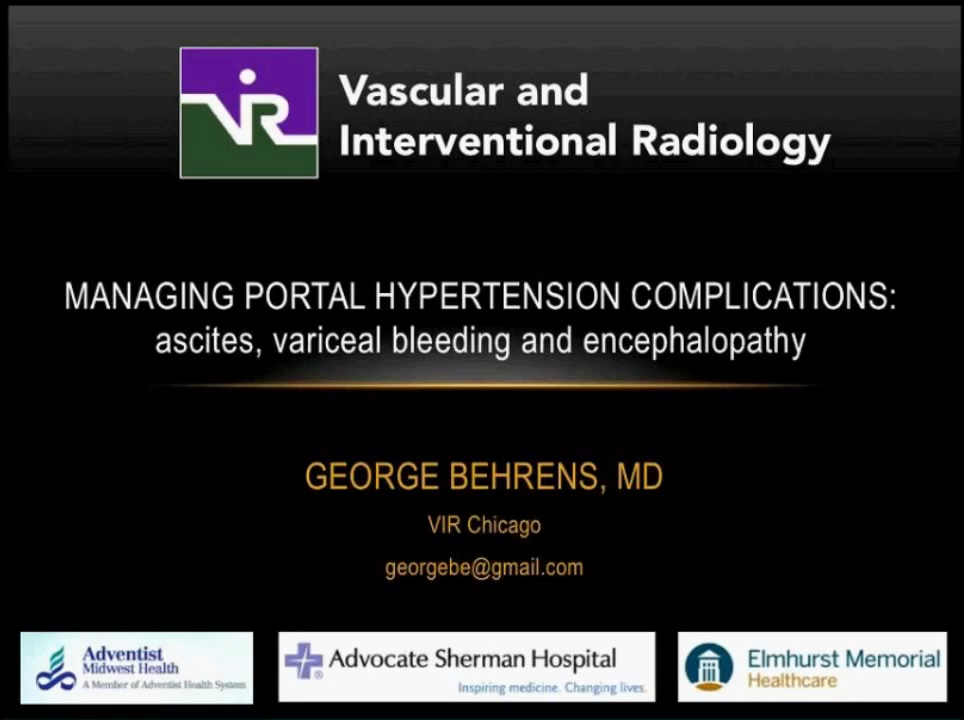 VIR
Vascular and
Interventional Radiology
MANAGING PORTAL HYPERTENSION COMPLICATIONS:
ascites, variceal bleeding and encephalopathy
GEORGE BEHRENS, MD
VIR Chicago
georgebe@gmail.com
Adventist
Midwest Health
A Member of Adventist Health System
Advocate Sherman Hospital
®
Inspiring medicine. Changing lives.
Elmhurst Memorial
Healthcare